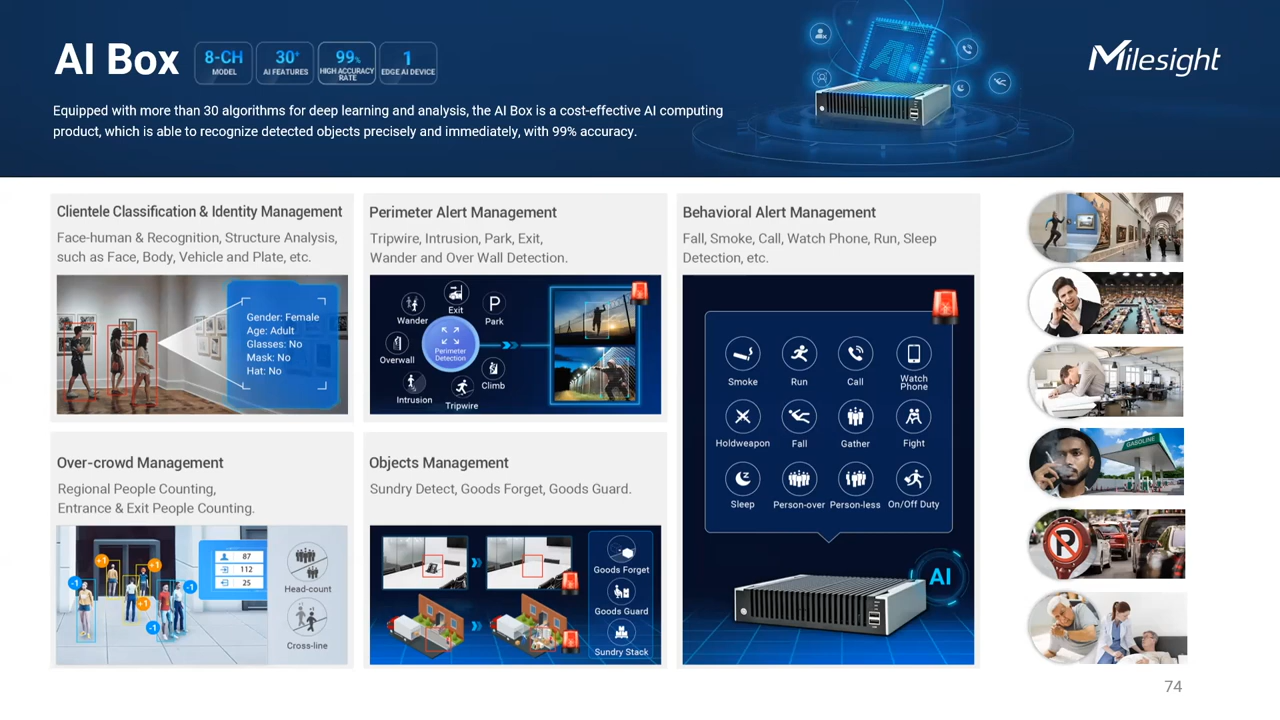 AI Box
8-CH
MODEL
30+
AI FEATURES
99%
HIGH ACCURACY
RATE
1
EDGE AI DEVICE
Milesight
Equipped with more than 30 algorithms for deep learning and analysis, the AI Box is a cost-effective AI computing
product, which is able to recognize detected objects precisely and immediately, with 99% accuracy.
AI
Clientele Classification & Identity Management
Face-human & Recognition, Structure Analysis,
such as Face, Body, Vehicle and Plate, etc.
Gender: Female
Age: Adult
Glasses: No
Mask: No
Hat: No
Perimeter Alert Management
Tripwire, Intrusion, Park, Exit,
Wander and Over Wall Detection.
Exit
Wander
P
Park
Perimeter
Detection
Overwall
Climb
Intrusion
Tripwire
Behavioral Alert Management
Fall, Smoke, Call, Watch Phone, Run, Sleep
Detection, etc.
Smoke
Run
Call
Watch
Phone
Holdweapon
Fall
Gather
Fight
Sleep
Person-over
Person-less
On/Off Duty
AI
Over-crowd Management
Regional People Counting,
Entrance & Exit People Counting.
+1
+1
-1
-1
+1
-1
87
112
25
Head-count
Cross-line
Objects Management
Sundry Detect, Goods Forget, Goods Guard.
Goods Forget
Goods Guard
Sundry Stack
GASOLINE
P
74